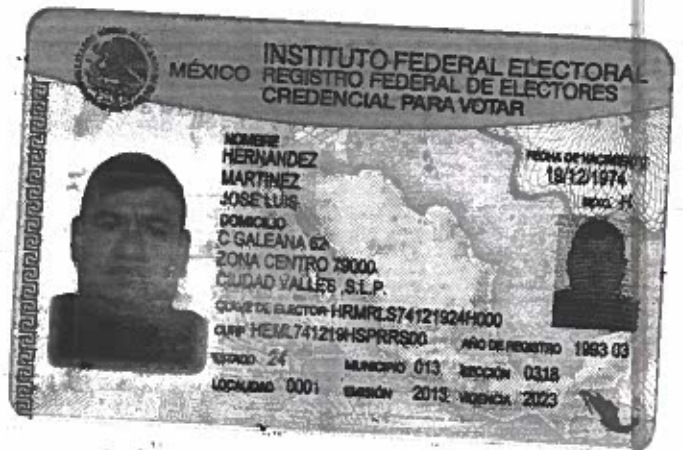 MÉXICO
INSTITUTO FEDERAL ELECTORAL
REGISTRO FEDERAL DE ELECTORES
CREDENCIAL PARA VOTAR
NOMBRE
HERNANDEZ
MARTINEZ
JOSE LUIS
FECHA DE NACIMIENTO
19/12/1974
SEXO H
DOMICILIO
C GALEANA 62
ZONA CENTRO 79000
CIUDAD VALLES ,S.L.P.
CLAVE DE ELECTOR HRMRLS74121924H000
CURP HEML741219HSPRRS00 AÑO DE REGISTRO 1993 03
ESTADO 24 MUNICIPIO 013 SECCIÓN 0318
LOCALIDAD 0001 EMISIÓN 2013 VIGENCIA 2023